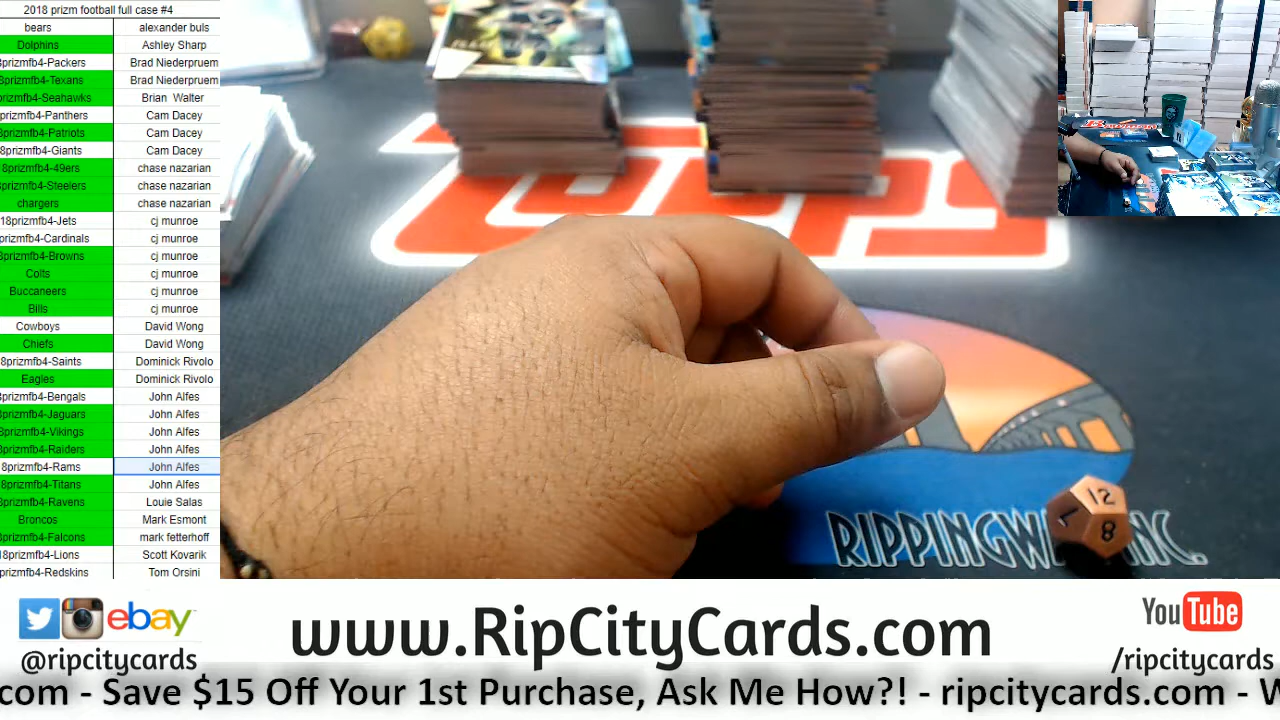 2018 prizm football full case #4
bears alexander buls
Dolphins Ashley Sharp
prizmfb4-Packers Brad Niederpruem
8prizmfb4-Texans Brad Niederpruem
prizmfb4-Seahawks Brian Walter
prizmfb4-Panthers Cam Dacey
prizmfb4-Patriots Cam Dacey
8prizmfb4-Giants Cam Dacey
8prizmfb4-49ers chase nazarian
prizmfb4-Steelers chase nazarian
chargers chase nazarian
18prizmfb4-Jets cj munroe
prizmfb4-Cardinals cj munroe
8prizmfb4-Browns cj munroe
Colts cj munroe
Buccaneers cj munroe
Bills cj munroe
Cowboys David Wong
Chiefs David Wong
8prizmfb4-Saints Dominick Rivolo
Eagles Dominick Rivolo
prizmfb4-Bengals John Alfes
prizmfb4-Jaguars John Alfes
8prizmfb4-Vikings John Alfes
8prizmfb4-Raiders John Alfes
8prizmfb4-Rams John Alfes
8prizmfb4-Titans John Alfes
prizmfb4-Ravens Louie Salas
Broncos Mark Esmont
8prizmfb4-Falcons mark fetterhoff
18prizmfb4-Lions Scott Kovarik
prizmfb4-Redskins Tom Orsini
12
8
RIPPINGW INC.
ebay
@ripcitycards
www.RipCityCards.com
YouTube
/ripcitycards
.com - Save $15 Off Your 1st Purchase, Ask Me How?! - ripcitycards.com - W